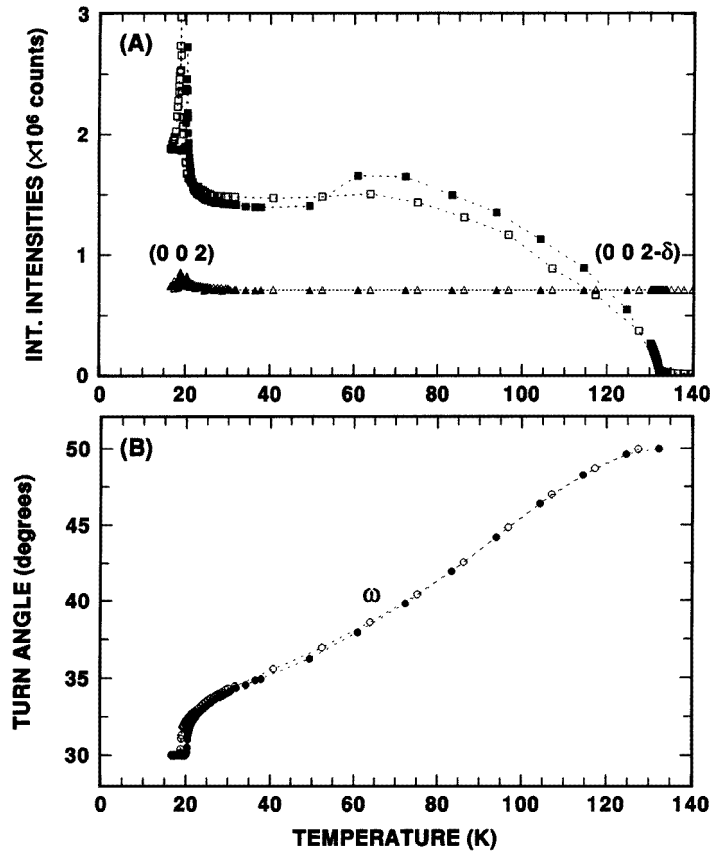 (A)
INT. INTENSITIES (×10⁶ counts)
3
2
1
0
(0 0 2)
(0 0 2-δ)
0 20 40 60 80 100 120 140
(B)
TURN ANGLE (degrees)
50
45
40
35
30
ω
0 20 40 60 80 100 120 140
TEMPERATURE (K)